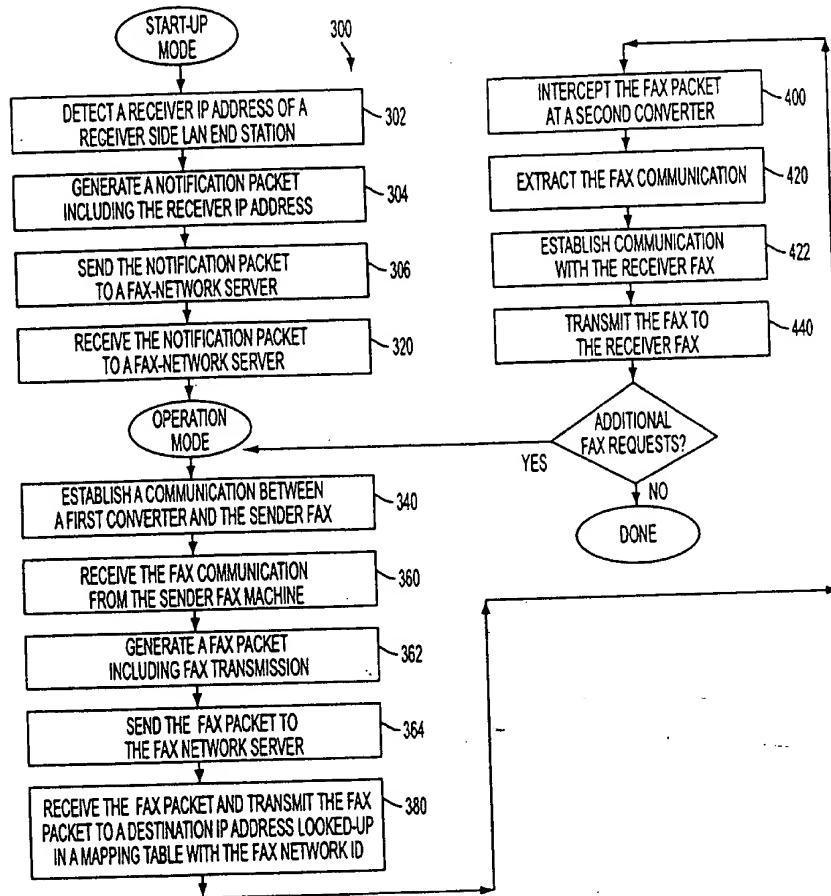 START-UP
MODE
300
DETECT A RECEIVER IP ADDRESS OF A
RECEIVER SIDE LAN END STATION
302
GENERATE A NOTIFICATION PACKET
INCLUDING THE RECEIVER IP ADDRESS
304
SEND THE NOTIFICATION PACKET
TO A FAX-NETWORK SERVER
306
RECEIVE THE NOTIFICATION PACKET
TO A FAX-NETWORK SERVER
320
OPERATION
MODE
ESTABLISH A COMMUNICATION BETWEEN
A FIRST CONVERTER AND THE SENDER FAX
340
RECEIVE THE FAX COMMUNICATION
FROM THE SENDER FAX MACHINE
360
GENERATE A FAX PACKET
INCLUDING FAX TRANSMISSION
362
SEND THE FAX PACKET TO
THE FAX NETWORK SERVER
364
RECEIVE THE FAX PACKET AND TRANSMIT THE FAX
PACKET TO A DESTINATION IP ADDRESS LOOKED-UP
IN A MAPPING TABLE WITH THE FAX NETWORK ID
380
INTERCEPT THE FAX PACKET
AT A SECOND CONVERTER
400
EXTRACT THE FAX COMMUNICATION
420
ESTABLISH COMMUNICATION
WITH THE RECEIVER FAX
422
TRANSMIT THE FAX TO
THE RECEIVER FAX
440
ADDITIONAL
FAX REQUESTS?
YES
NO
DONE